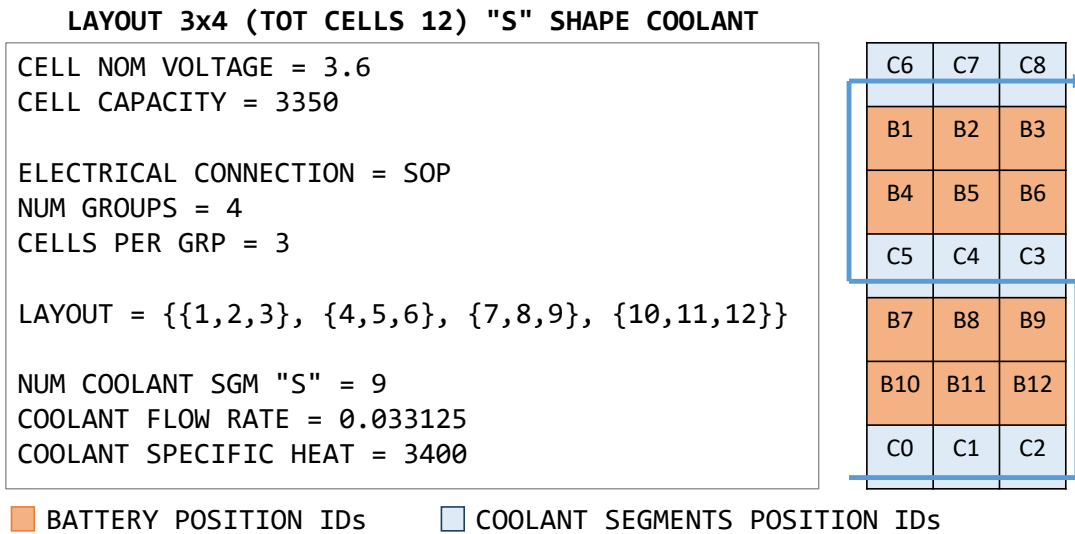 LAYOUT 3x4 (TOT CELLS 12) "S" SHAPE COOLANT
CELL NOM VOLTAGE = 3.6
CELL CAPACITY = 3350
ELECTRICAL CONNECTION = SOP
NUM GROUPS = 4
CELLS PER GRP = 3
LAYOUT = {{1,2,3}, {4,5,6}, {7,8,9}, {10,11,12}}
NUM COOLANT SGM "S" = 9
COOLANT FLOW RATE = 0.033125
COOLANT SPECIFIC HEAT = 3400
C6 C7 C8
B1 B2 B3
B4 B5 B6
C5 C4 C3
B7 B8 B9
B10 B11 B12
C0 C1 C2
BATTERY POSITION IDs
COOLANT SEGMENTS POSITION IDs